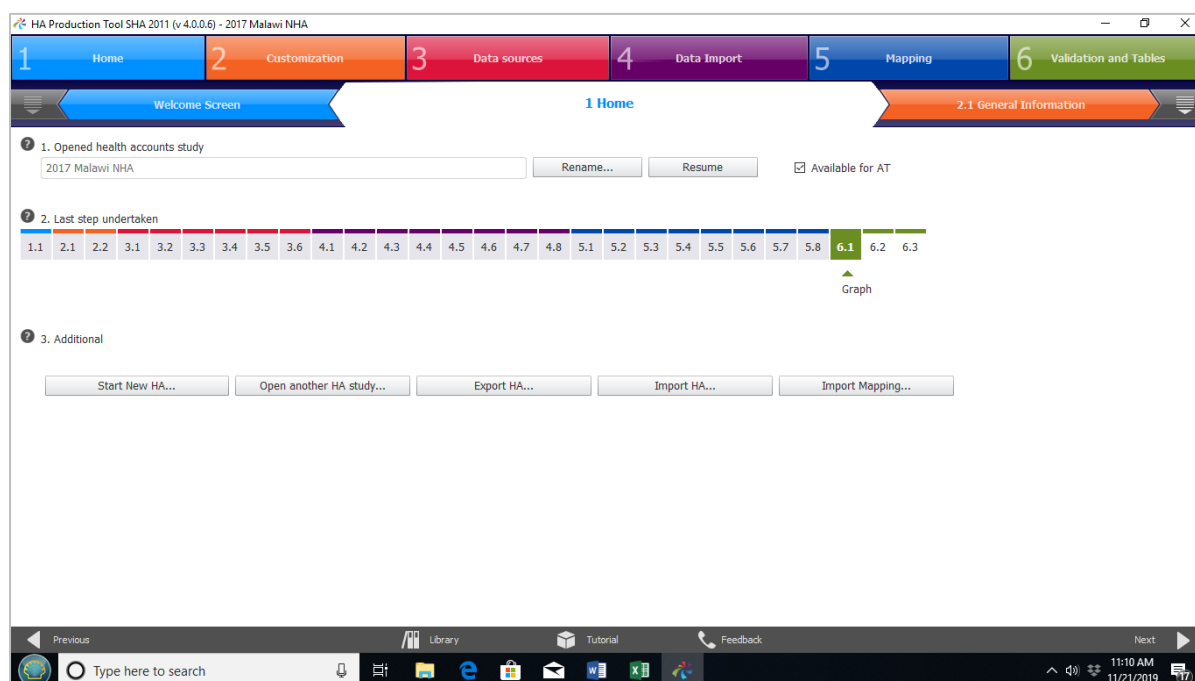 HA Production Tool SHA 2011 (v 4.0.0.6) - 2017 Malawi NHA
1 Home 2 Customization 3 Data sources 4 Data Import 5 Mapping 6 Validation and Tables
Welcome Screen 1 Home 2.1 General Information
? 1. Opened health accounts study
2017 Malawi NHA Rename... Resume Available for AT
? 2. Last step undertaken
1.1 2.1 2.2 3.1 3.2 3.3 3.4 3.5 3.6 4.1 4.2 4.3 4.4 4.5 4.6 4.7 4.8 5.1 5.2 5.3 5.4 5.5 5.6 5.7 5.8 6.1 6.2 6.3
Graph
? 3. Additional
Start New HA... Open another HA study... Export HA... Import HA... Import Mapping...
Previous Library Tutorial Feedback Next
Type here to search 11:10 AM
11/21/2019 17